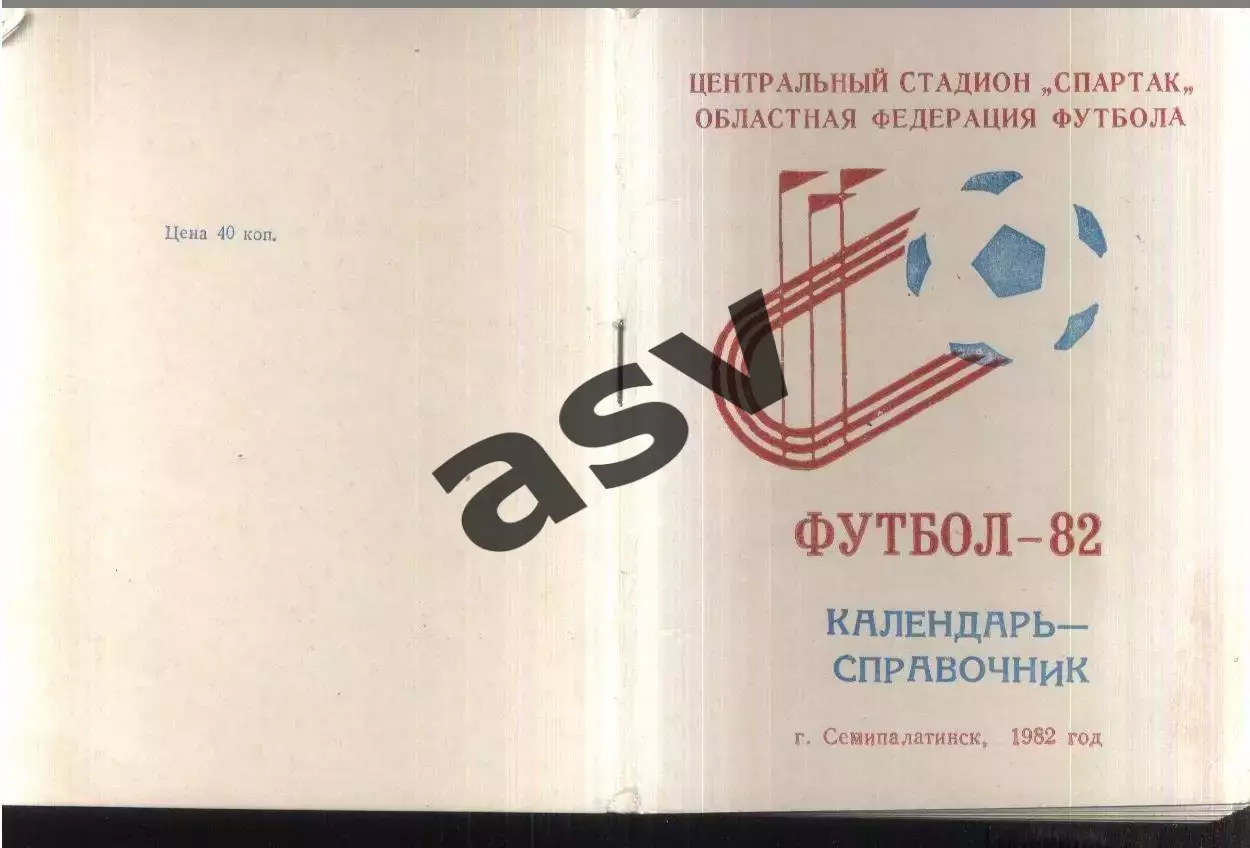 Цена 40 коп.
ЦЕНТРАЛЬНЫЙ СТАДИОН „СПАРТАК„
ОБЛАСТНАЯ ФЕДЕРАЦИЯ ФУТБОЛА
asv
ФУТБОЛ-82
КАЛЕНДАРЬ—
СПРАВОЧНИК
г. Семипалатинск, 1982 год